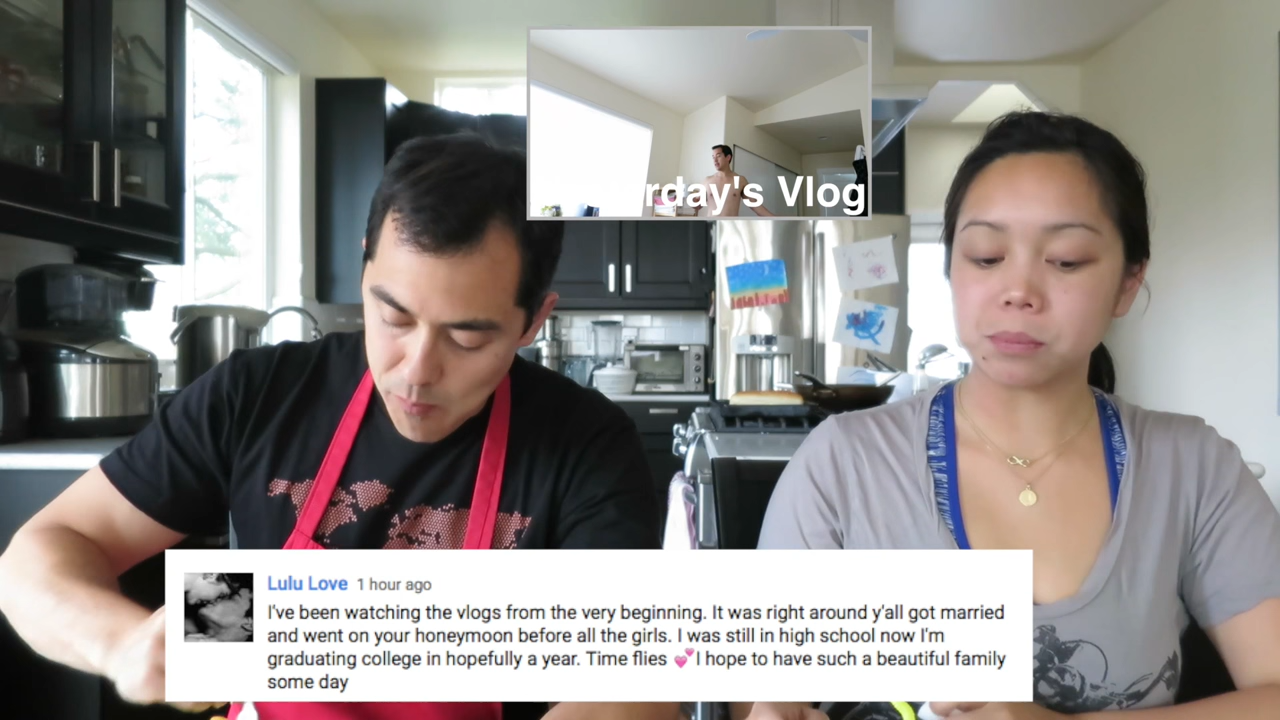 rday's Vlog
Lulu Love 1 hour ago
I've been watching the vlogs from the very beginning. It was right around y'all got married
and went on your honeymoon before all the girls. I was still in high school now I'm
graduating college in hopefully a year. Time flies 💕I hope to have such a beautiful family
some day